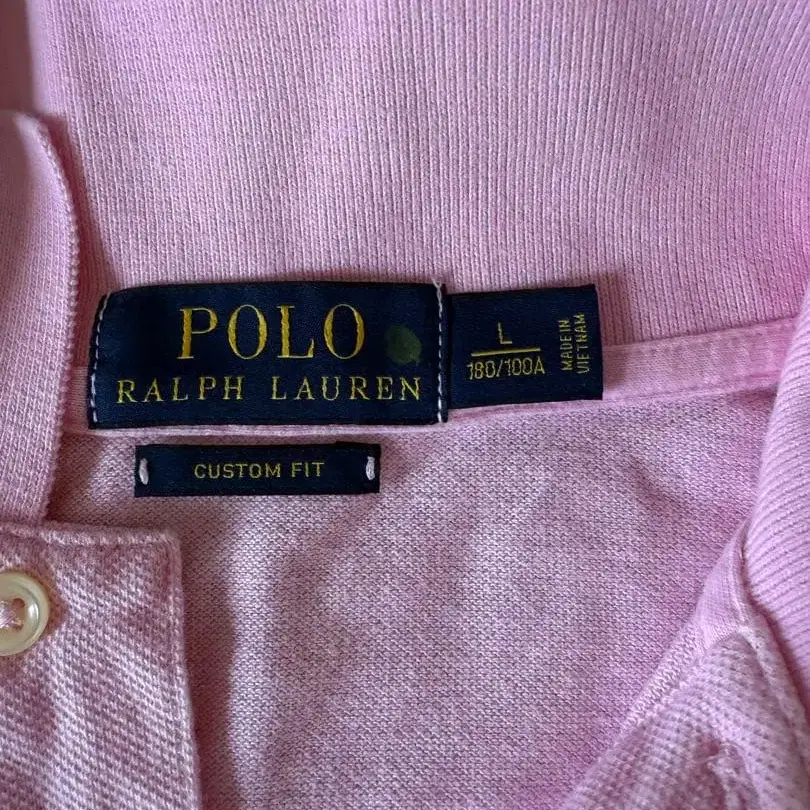 POLO
RALPH LAUREN
L
180/100A
MADE IN
VIETNAM
CUSTOM FIT